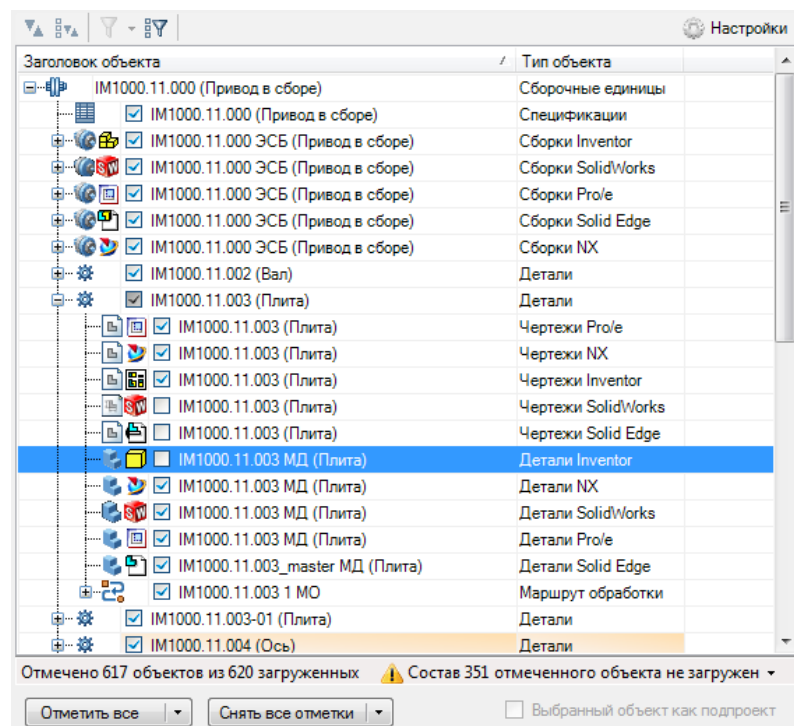 Настройки
Заголовок объекта / Тип объекта
IM1000.11.000 (Привод в сборе) Сборочные единицы
IM1000.11.000 (Привод в сборе) Спецификации
IM1000.11.000 ЭСБ (Привод в сборе) Сборки Inventor
IM1000.11.000 ЭСБ (Привод в сборе) Сборки SolidWorks
IM1000.11.000 ЭСБ (Привод в сборе) Сборки Pro/e
IM1000.11.000 ЭСБ (Привод в сборе) Сборки Solid Edge
IM1000.11.000 ЭСБ (Привод в сборе) Сборки NX
IM1000.11.002 (Вал) Детали
IM1000.11.003 (Плита) Детали
IM1000.11.003 (Плита) Чертежи Pro/e
IM1000.11.003 (Плита) Чертежи NX
IM1000.11.003 (Плита) Чертежи Inventor
IM1000.11.003 (Плита) Чертежи SolidWorks
IM1000.11.003 (Плита) Чертежи Solid Edge
IM1000.11.003 МД (Плита) Детали Inventor
IM1000.11.003 МД (Плита) Детали NX
IM1000.11.003 МД (Плита) Детали SolidWorks
IM1000.11.003 МД (Плита) Детали Pro/e
IM1000.11.003_master МД (Плита) Детали Solid Edge
IM1000.11.003 1 МО Маршрут обработки
IM1000.11.003-01 (Плита) Детали
IM1000.11.004 (Ось) Детали
Отмечено 617 объектов из 620 загруженных Состав 351 отмеченного объекта не загружен
Отметить все Снять все отметки Выбранный объект как подпроект